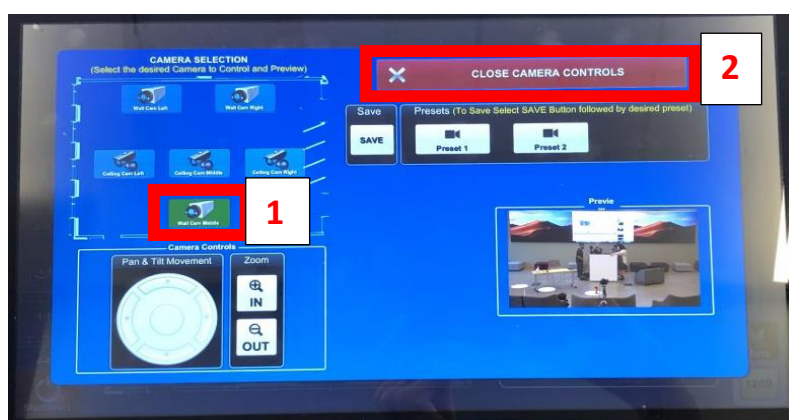 CAMERA SELECTION
(Select the desired Camera to Control and Preview)
Wall Cam Left
Wall Cam Right
Ceiling Cam Left
Ceiling Cam Middle
Ceiling Cam Right
Wall Cam Middle
1
CLOSE CAMERA CONTROLS
2
Save
SAVE
Presets (To Save Select SAVE Button followed by desired preset)
Preset 1
Preset 2
Camera Controls
Pan & Tilt Movement
Zoom
IN
OUT
Previe
Shutdown
12dB